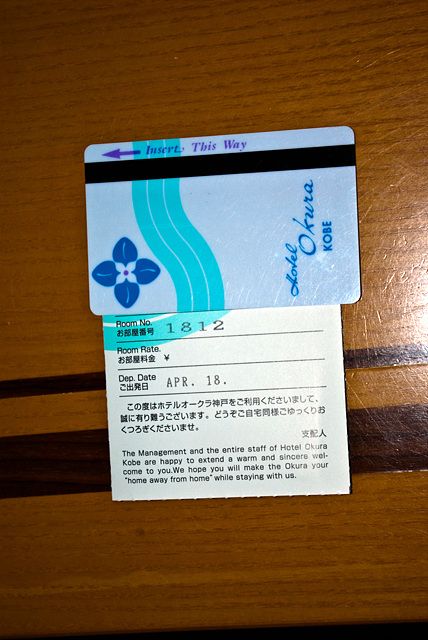 Insert This Way
Hotel Okura
KOBE
Room No.
お部屋番号 1812
Room Rate.
お部屋料金 ¥
Dep. Date
ご出発日 APR. 18.
この度はホテルオークラ神戸をご利用くださいまして、
誠に有り難うございます。どうぞご自宅同様ごゆっくりお
くつろぎくださいませ。
支配人
The Management and the entire staff of Hotel Okura
Kobe are happy to extend a warm and sincere wel-
come to you.We hope you will make the Okura your
"home away from home" while staying with us.